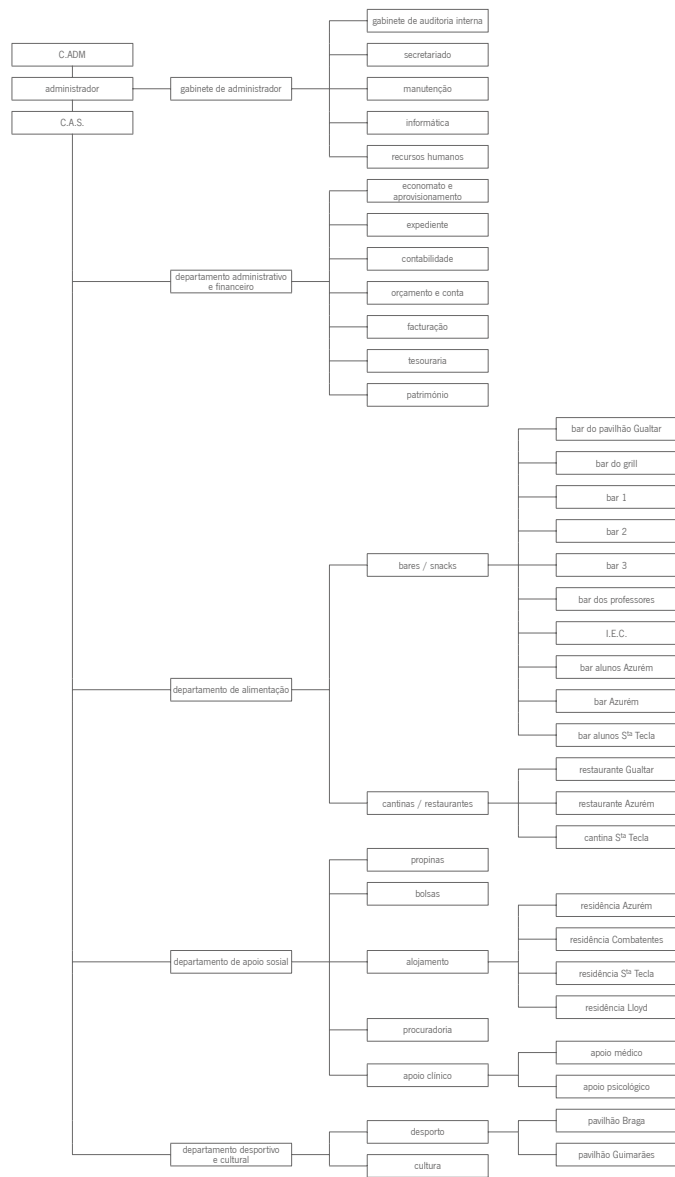 gabinete de auditoria interna
C.ADM
secretariado
administrador
gabinete de administrador
manutenção
C.A.S.
informática
recursos humanos
economato e
aprovisionamento
expediente
contabilidade
departamento administrativo
e financeiro
orçamento e conta
facturação
tesouraria
património
bar do pavilhão Gualtar
bar do grill
bar 1
bar 2
bares / snacks
bar 3
bar dos professores
I.E.C.
bar alunos Azurém
departamento de alimentação
bar Azurém
bar alunos Sᵗᵃ Tecla
restaurante Gualtar
cantinas / restaurantes
restaurante Azurém
cantina Sᵗᵃ Tecla
propinas
bolsas
residência Azurém
residência Combatentes
departamento de apoio sosial
alojamento
residência Sᵗᵃ Tecla
residência Lloyd
procuradoria
apoio médico
apoio clínico
apoio psicológico
pavilhão Braga
desporto
departamento desportivo
e cultural
pavilhão Guimarães
cultura